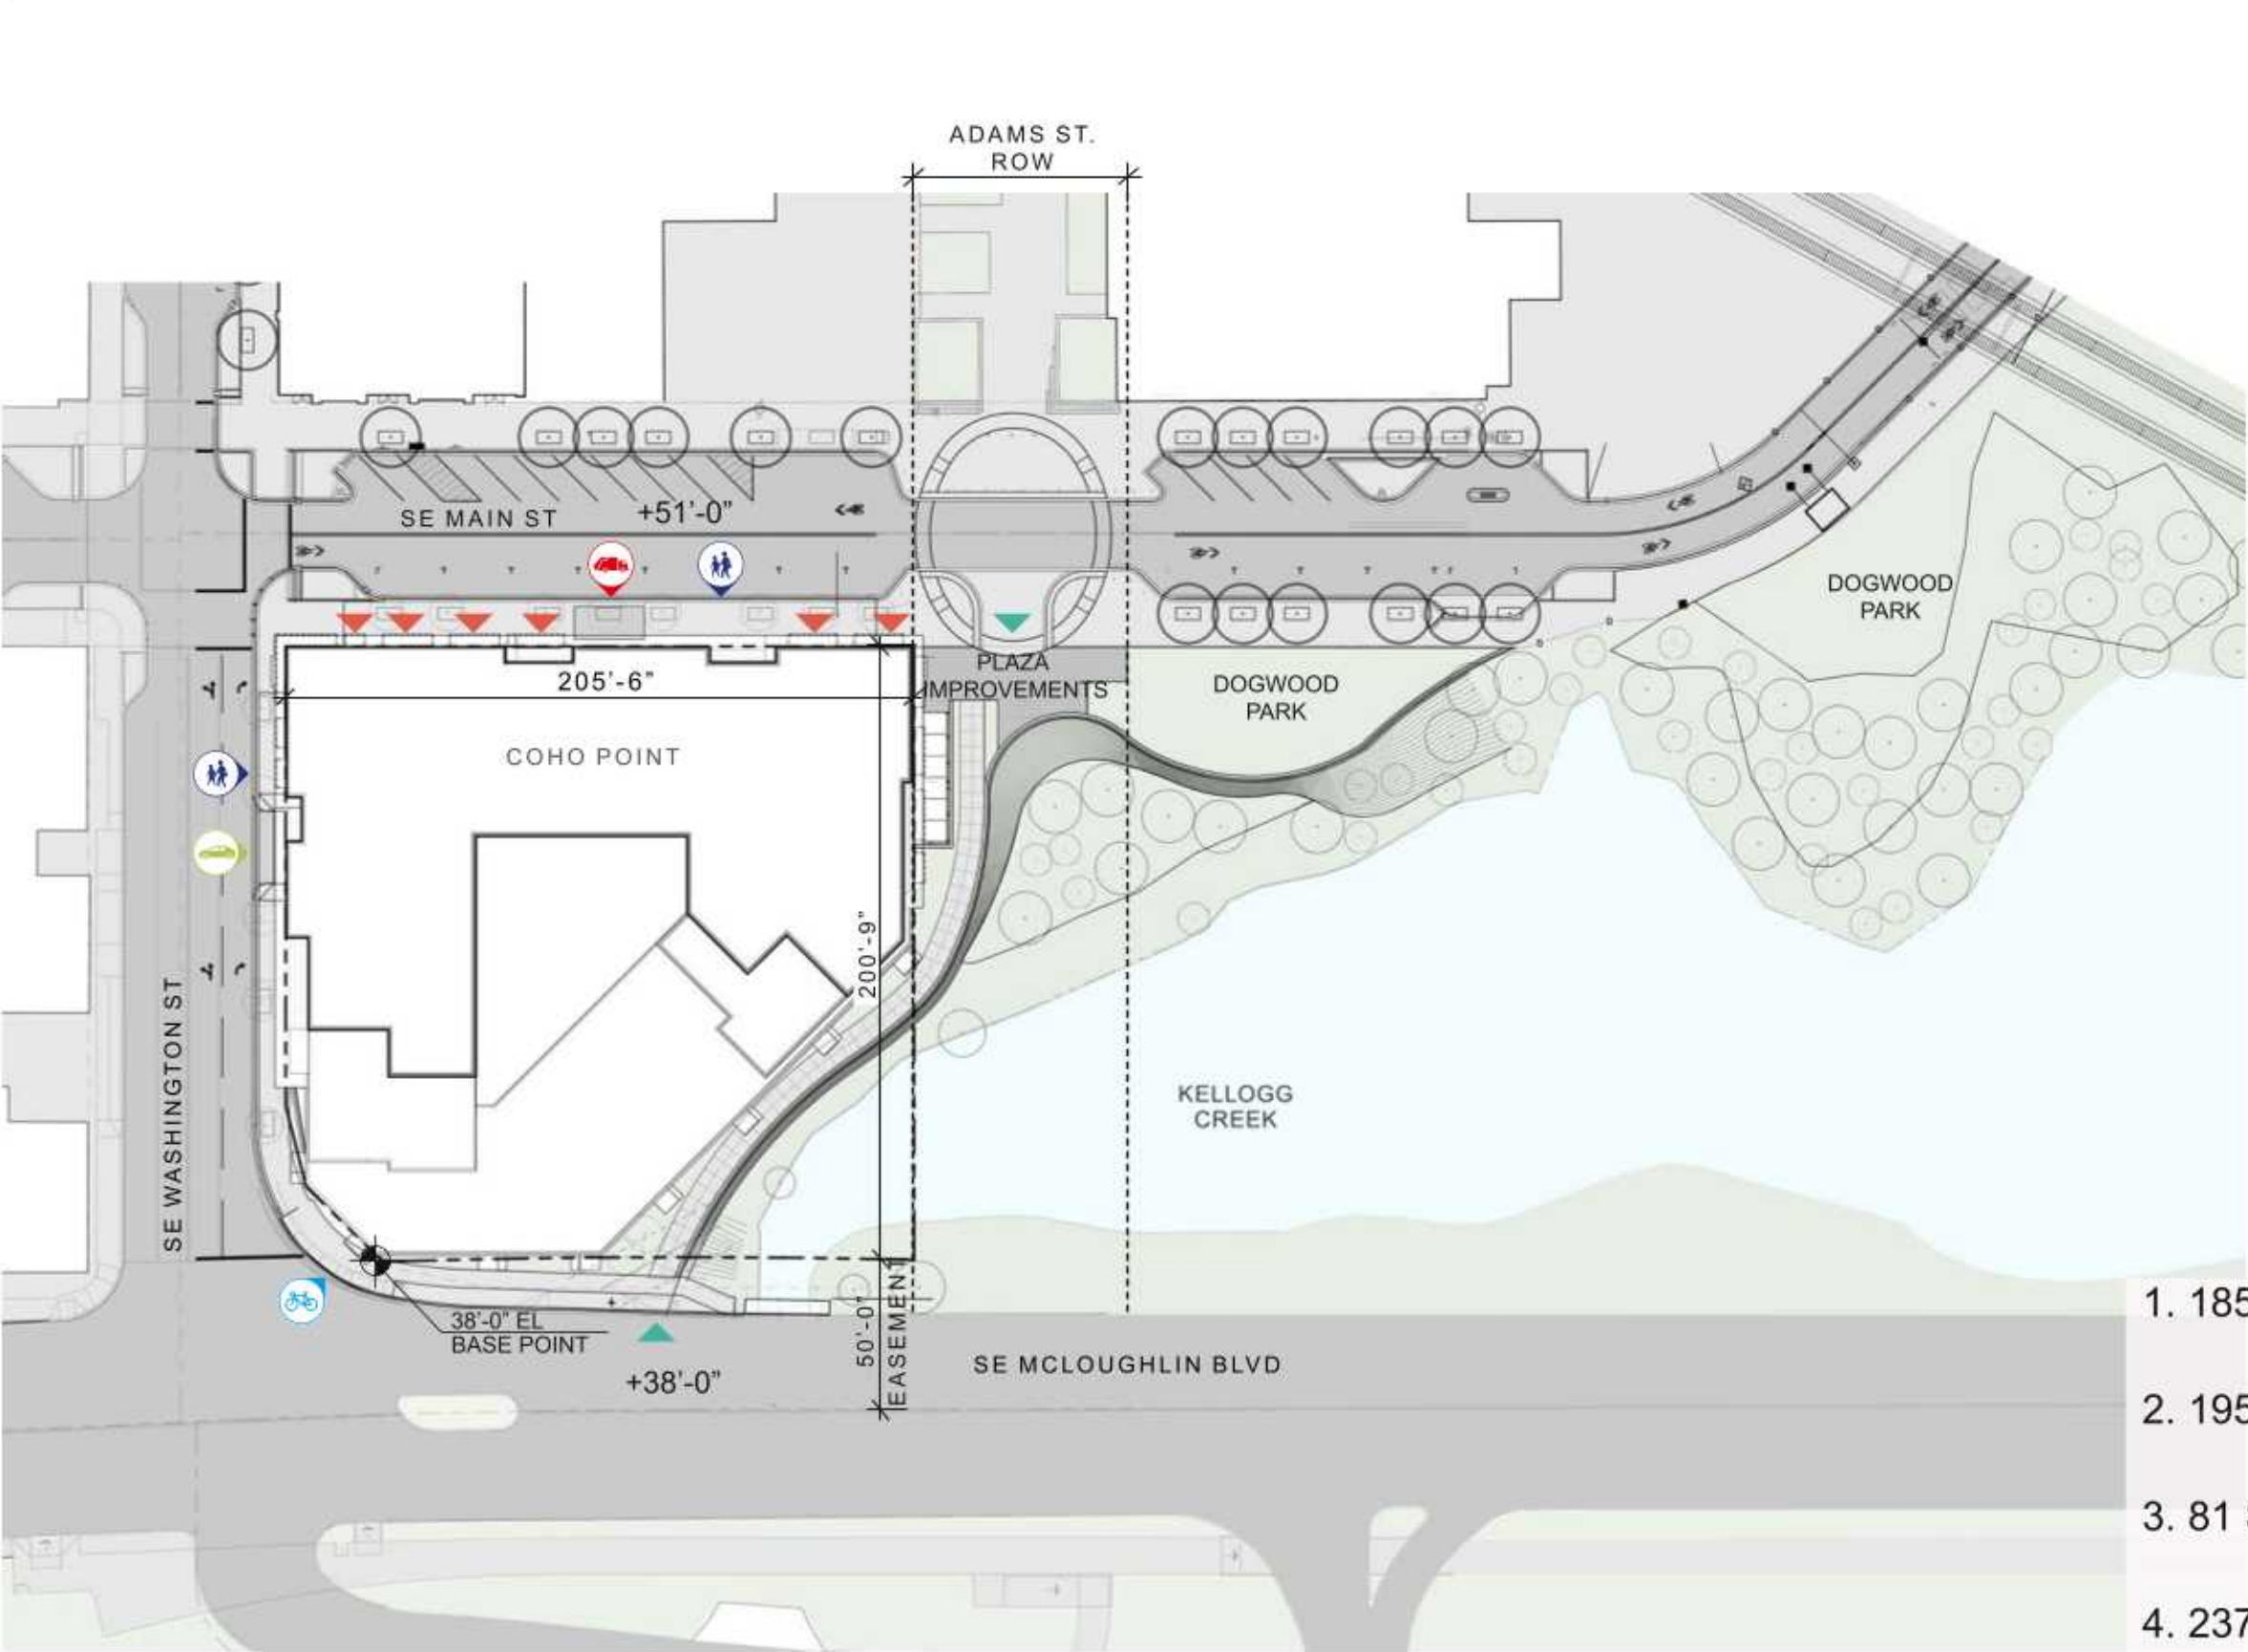 ADAMS ST.
ROW
SE MAIN ST
+51'-0"
DOGWOOD
PARK
PLAZA
IMPROVEMENTS
205'-6"
DOGWOOD
PARK
COHO POINT
200'-9"
SE WASHINGTON ST
KELLOGG
CREEK
38'-0" EL
BASE POINT
50'-0"
EASEMENT
SE MCLOUGHLIN BLVD
+38'-0"
1. 185
2. 195
3. 81
4. 237